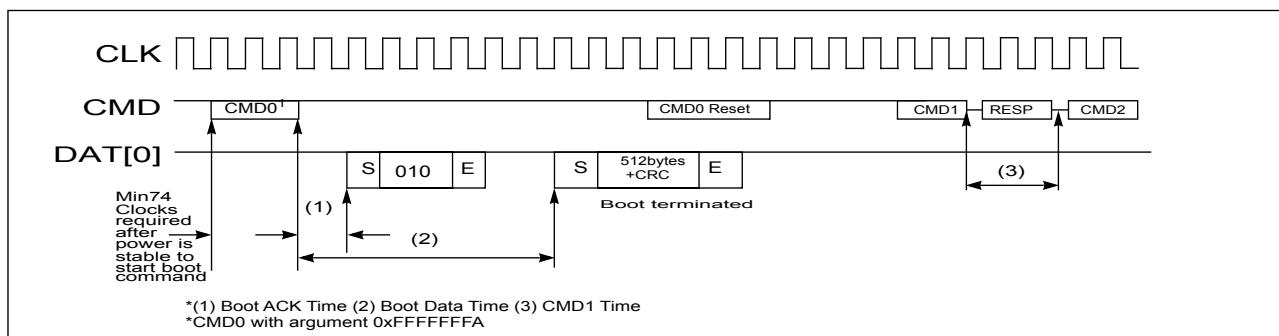 CLK
CMD
CMD0 1
CMD0 Reset
CMD1
RESP
CMD2
DAT[0]
S
010
E
S
512bytes
+CRC
E
Boot terminated
Min74
Clocks
required
after
power is
stable to
start boot
command
(1)
(2)
(3)
*(1) Boot ACK Time (2) Boot Data Time (3) CMD1 Time
*CMD0 with argument 0xFFFFFFFA